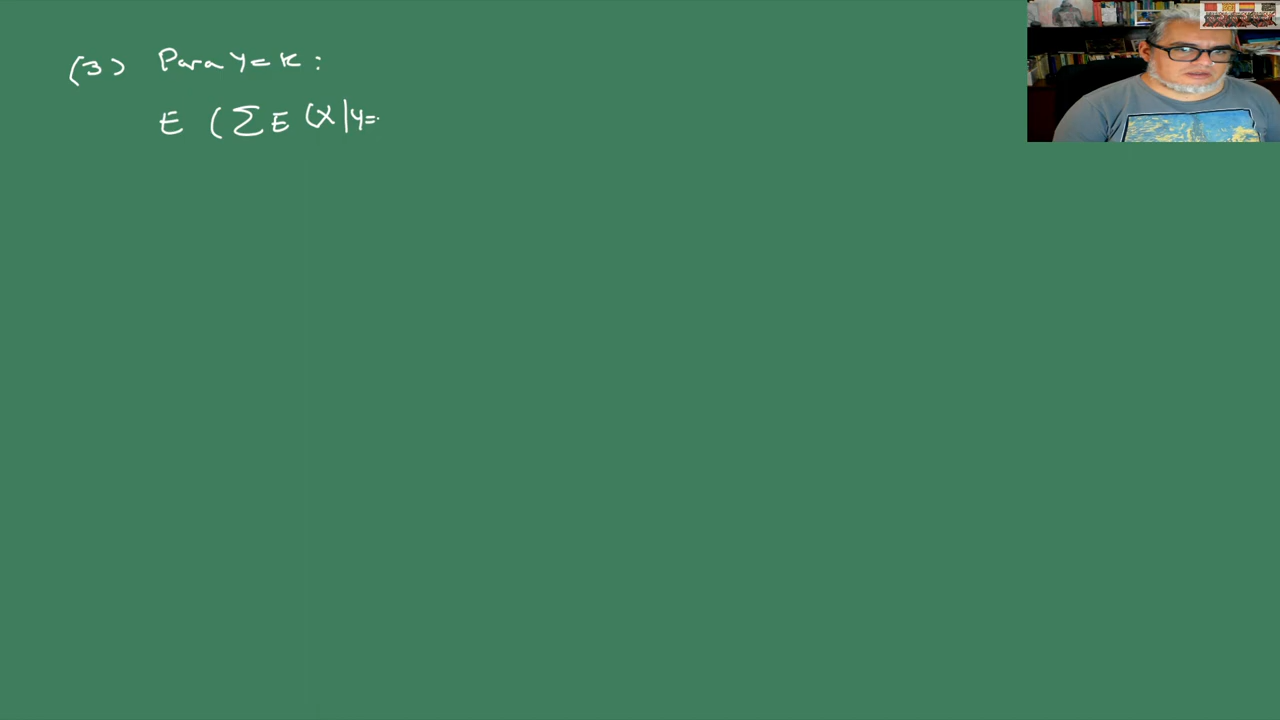 (3) Para Y = K :
E ( ∑ E (X | Y =